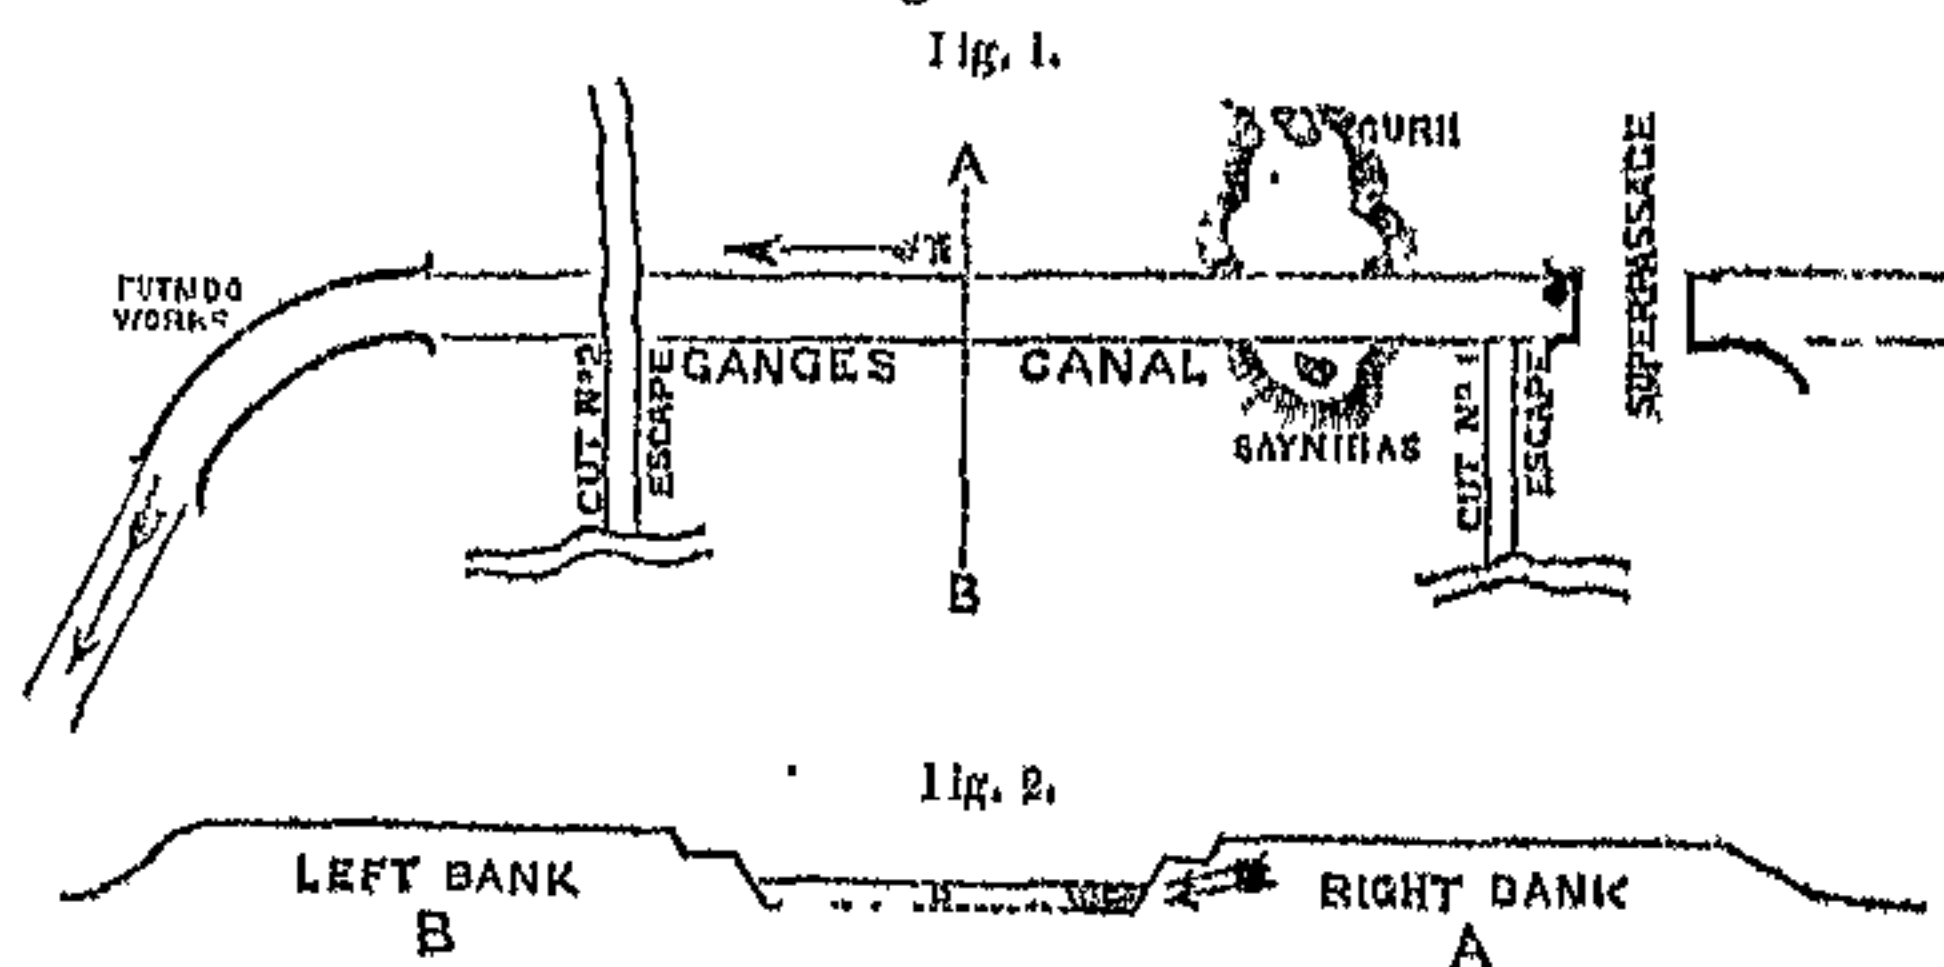 Fig. 1.
A
SUPERPASSAGE
WORKS
GANGES CANAL
CUT Nº 2
ESCAPE
CUT Nº 1
ESCAPE
B
Fig. 2.
LEFT BANK
RIGHT BANK
B
A